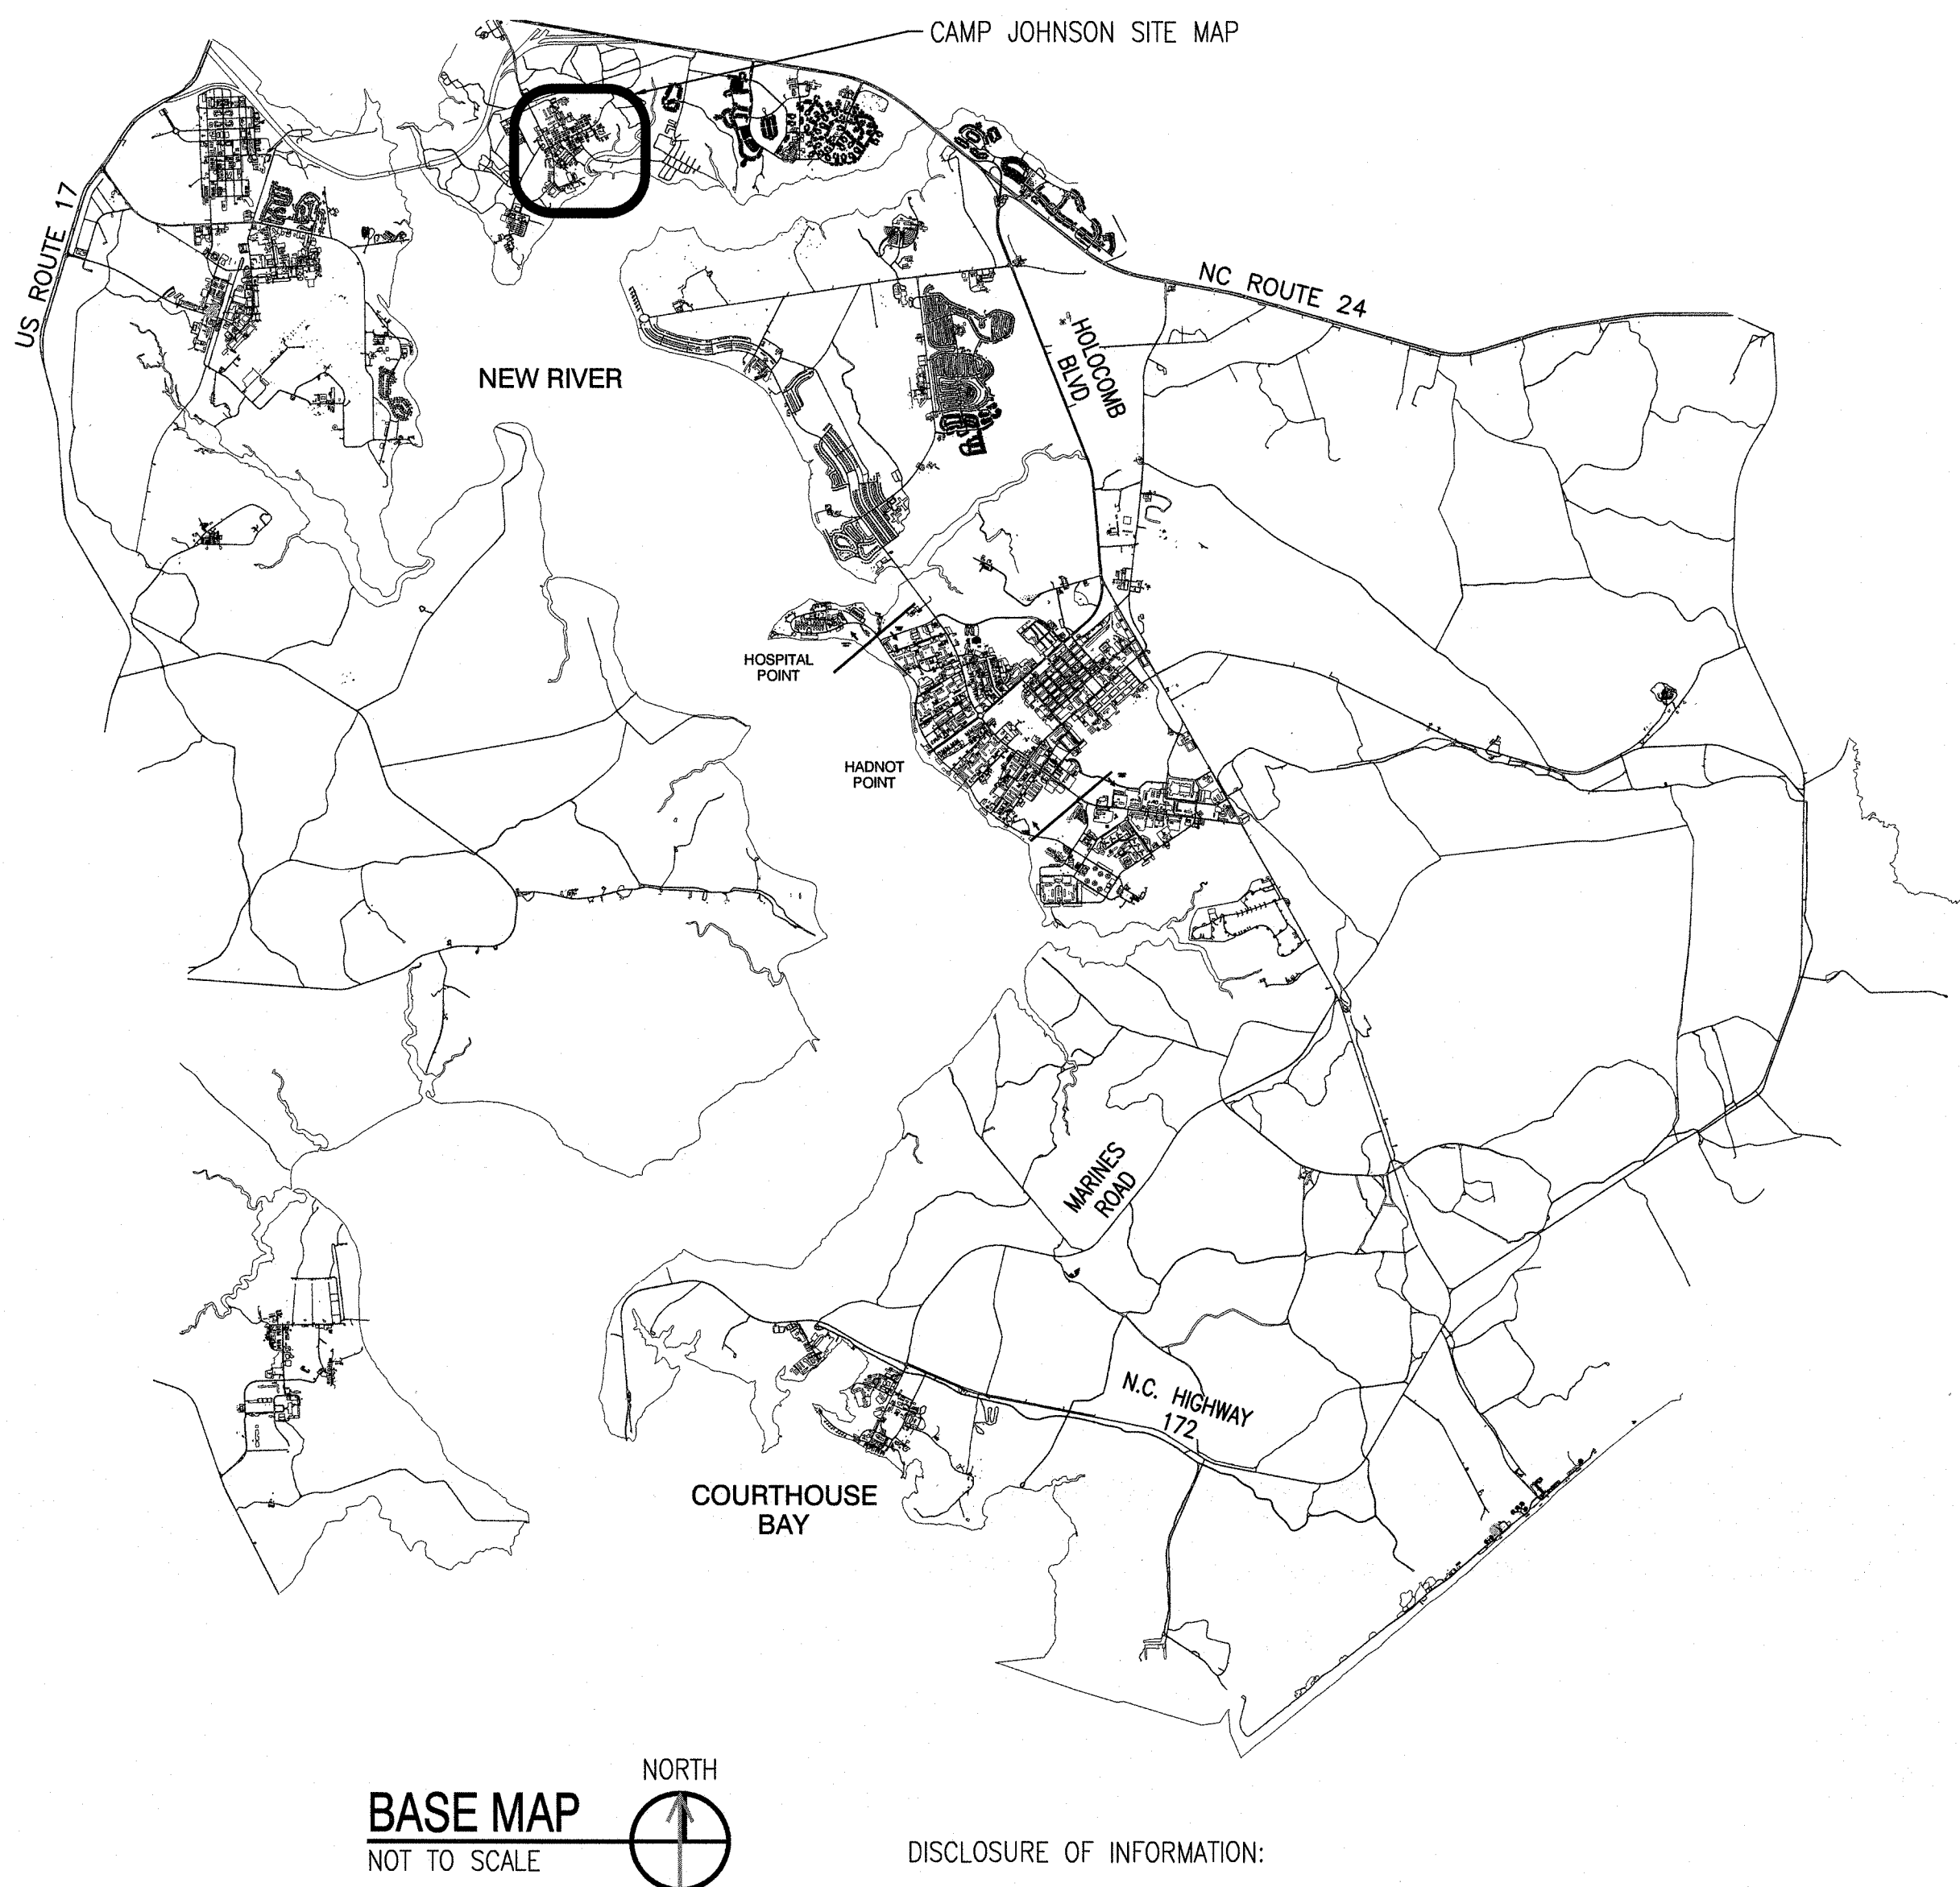 CAMP JOHNSON SITE MAP
US ROUTE 17
NC ROUTE 24
HOLOCOMB
BLVD
NEW RIVER
HOSPITAL
POINT
HADNOT
POINT
MARINES
ROAD
N.C. HIGHWAY
172
COURTHOUSE
BAY
NORTH
BASE MAP
NOT TO SCALE
DISCLOSURE OF INFORMATION: